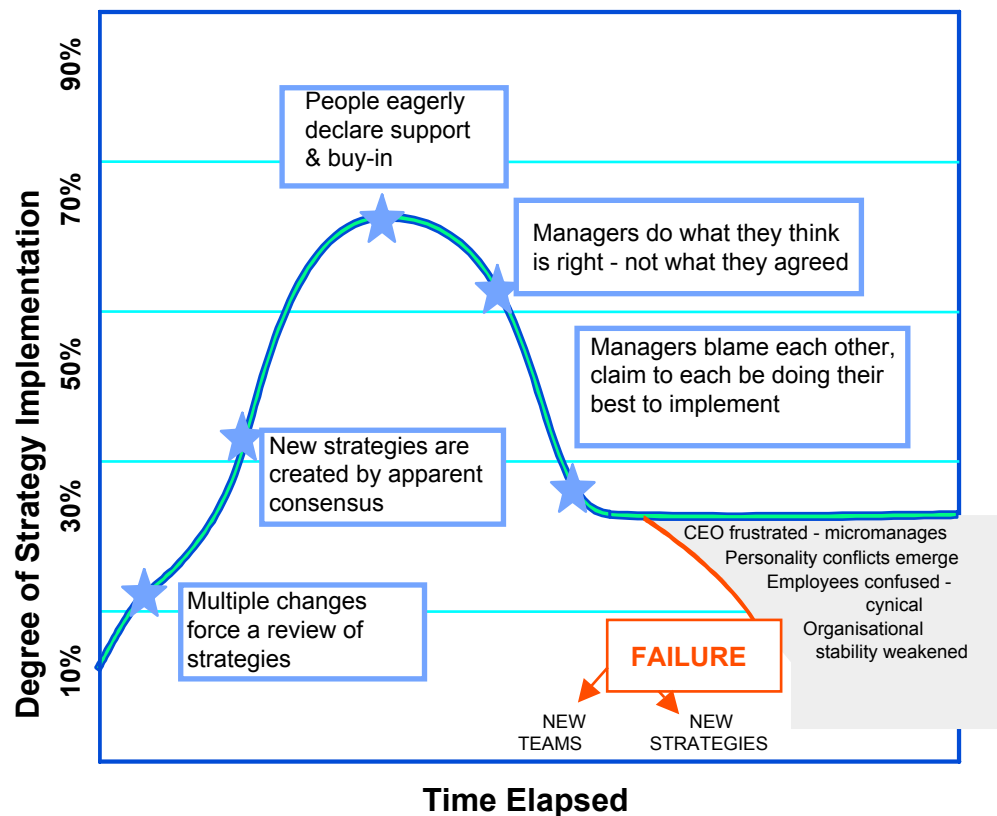 Degree of Strategy Implementation
90%
70%
50%
30%
10%
People eagerly
declare support
& buy-in
Managers do what they think
is right - not what they agreed
Managers blame each other,
claim to each be doing their
best to implement
New strategies are
created by apparent
consensus
Multiple changes
force a review of
strategies
CEO frustrated - micromanages
Personality conflicts emerge
Employees confused -
cynical
Organisational
stability weakened
FAILURE
NEW
TEAMS
NEW
STRATEGIES
Time Elapsed